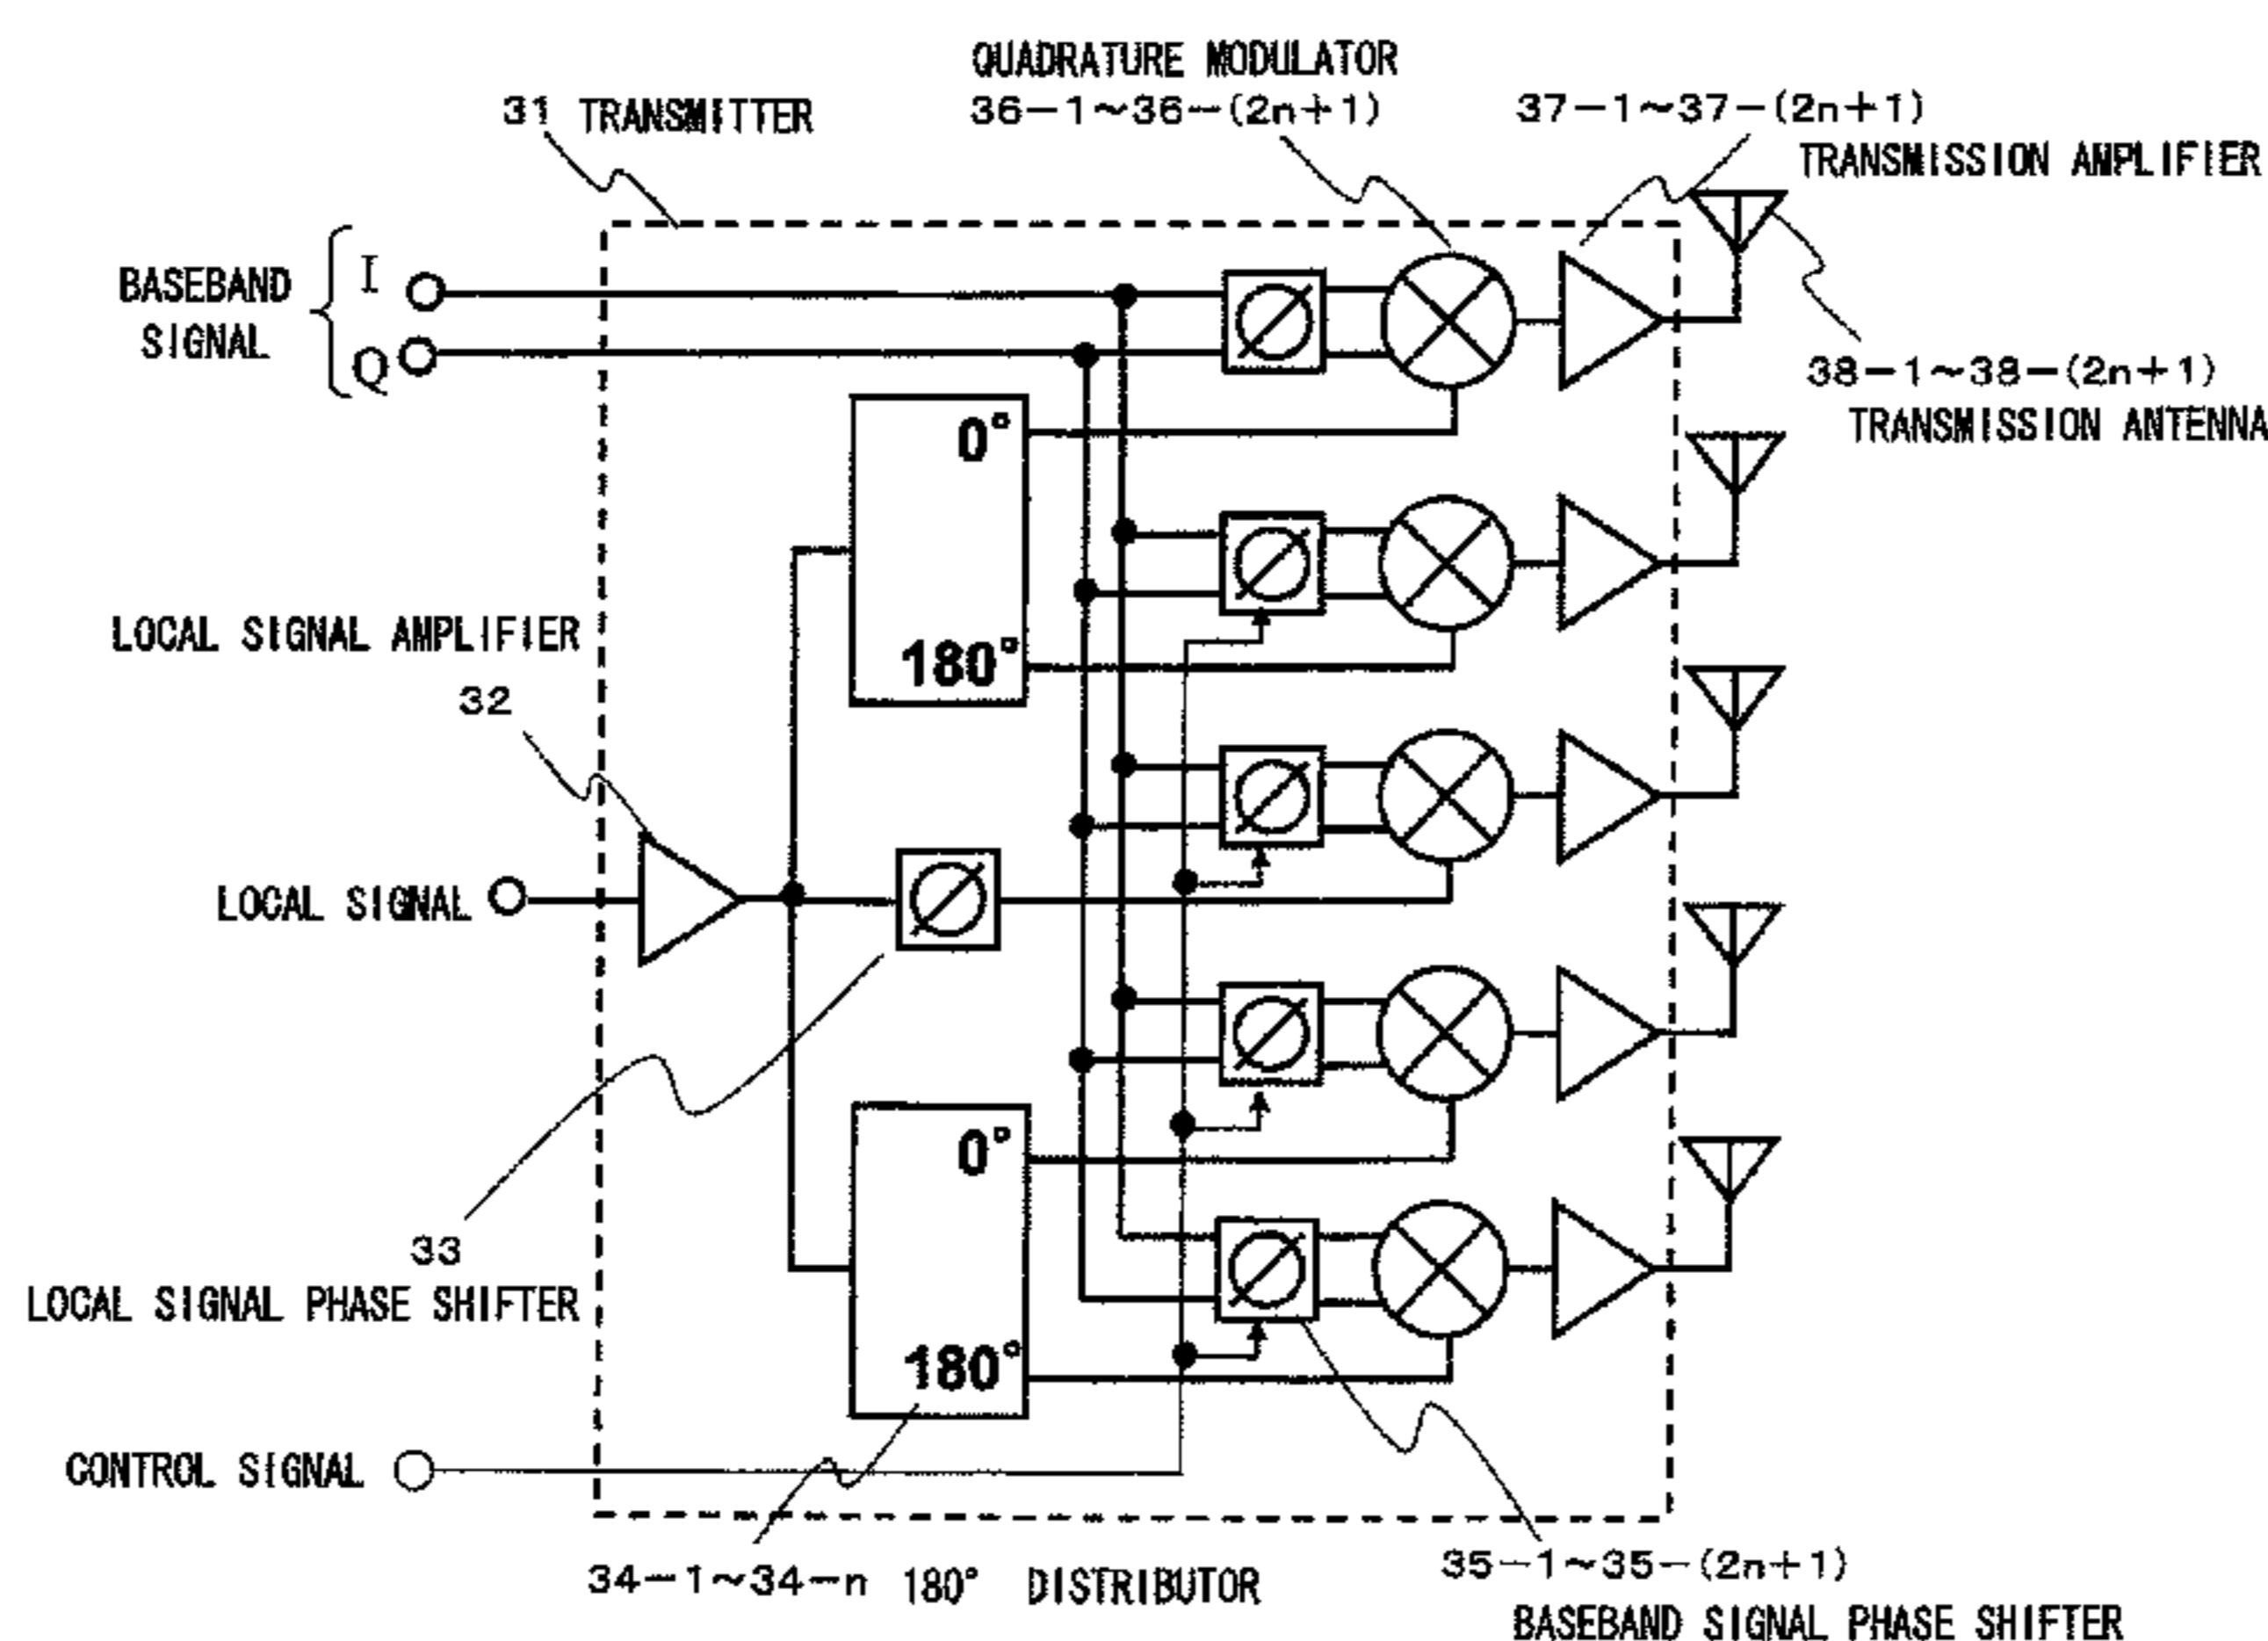 QUADRATURE MODULATOR
36-1~36-(2n+1)
31 TRANSMITTER
37-1~37-(2n+1)
TRANSMISSION AMPLIFIER
BASEBAND
SIGNAL
I
Q
38-1~38-(2n+1)
TRANSMISSION ANTENNA
0°
180°
LOCAL SIGNAL AMPLIFIER
32
LOCAL SIGNAL
33
LOCAL SIGNAL PHASE SHIFTER
0°
180°
CONTROL SIGNAL
34-1~34-n 180° DISTRIBUTOR
35-1~35-(2n+1)
BASEBAND SIGNAL PHASE SHIFTER